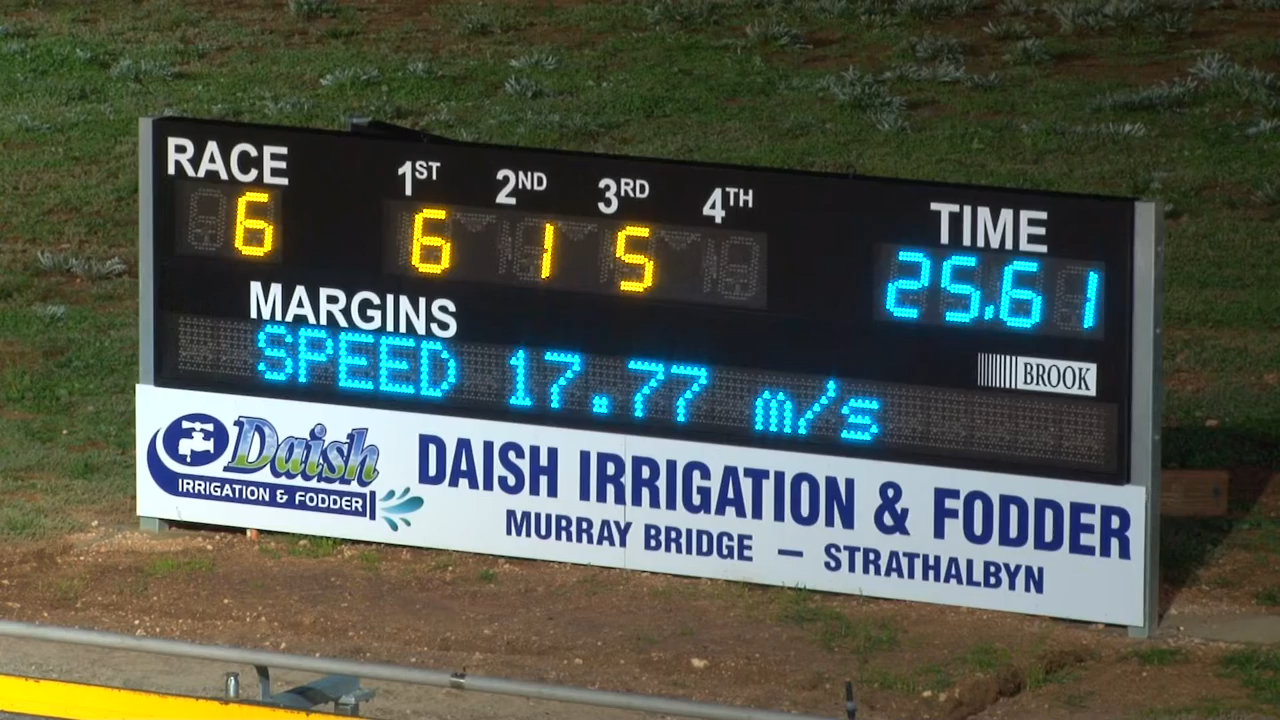 RACE 1ST 2ND 3RD 4TH TIME
6 6 1 5 25.61
MARGINS
SPEED 17.77 m/s
BROOK
Daish
IRRIGATION & FODDER
DAISH IRRIGATION & FODDER
MURRAY BRIDGE – STRATHALBYN